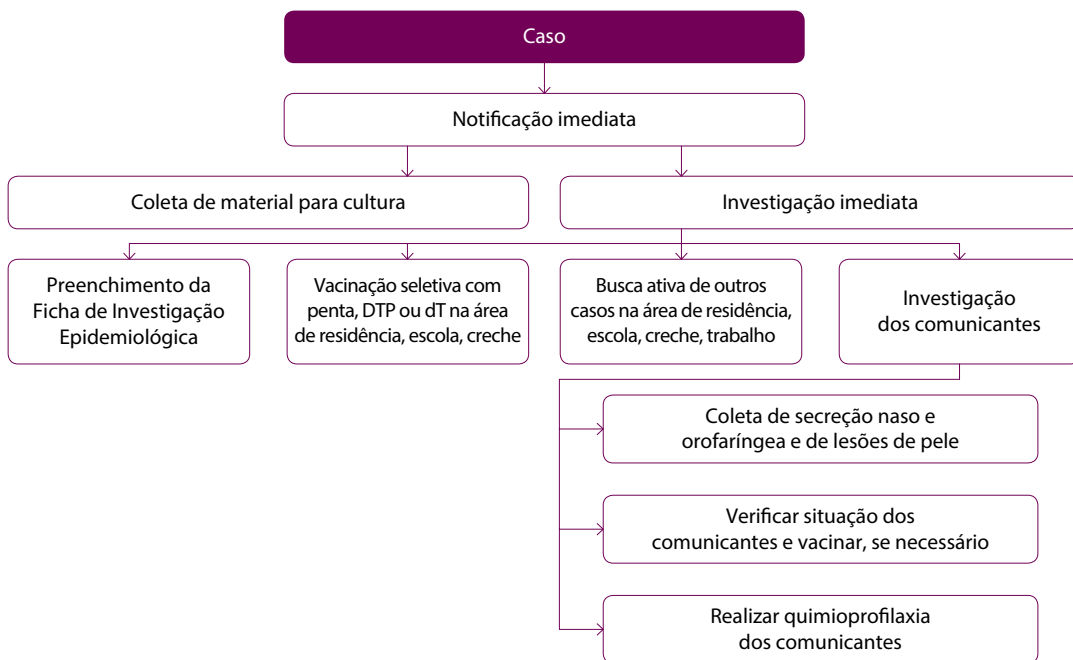 Caso
Notificação imediata
Coleta de material para cultura
Investigação imediata
Preenchimento da
Ficha de Investigação
Epidemiológica
Vacinação seletiva com
penta, DTP ou dT na área
de residência, escola, creche
Busca ativa de outros
casos na área de residência,
escola, creche, trabalho
Investigação
dos comunicantes
Coleta de secreção naso e
orofaríngea e de lesões de pele
Verificar situação dos
comunicantes e vacinar, se necessário
Realizar quimioprofilaxia
dos comunicantes